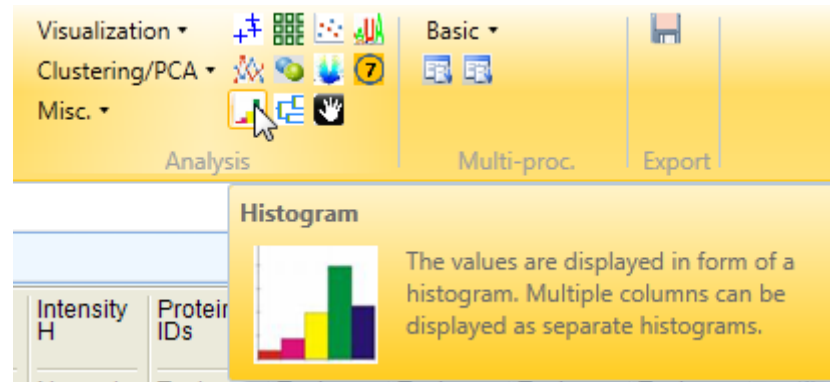 Visualization
Basic
Clustering/PCA
7
Misc.
Analysis
Multi-proc.
Export
Histogram
The values are displayed in form of a
histogram. Multiple columns can be
displayed as separate histograms.
Intensity
H
Protein
IDs